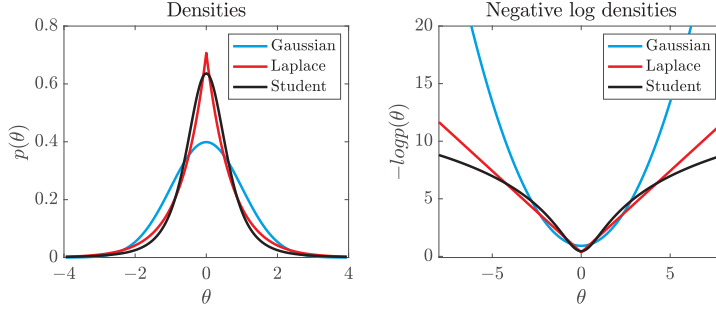 Densities
0.8
0.6
0.4
0.2
0
p(θ)
−4
−2
0
2
4
θ
Gaussian
Laplace
Student
Negative log densities
20
15
10
5
0
−logp(θ)
−5
0
5
θ
Gaussian
Laplace
Student